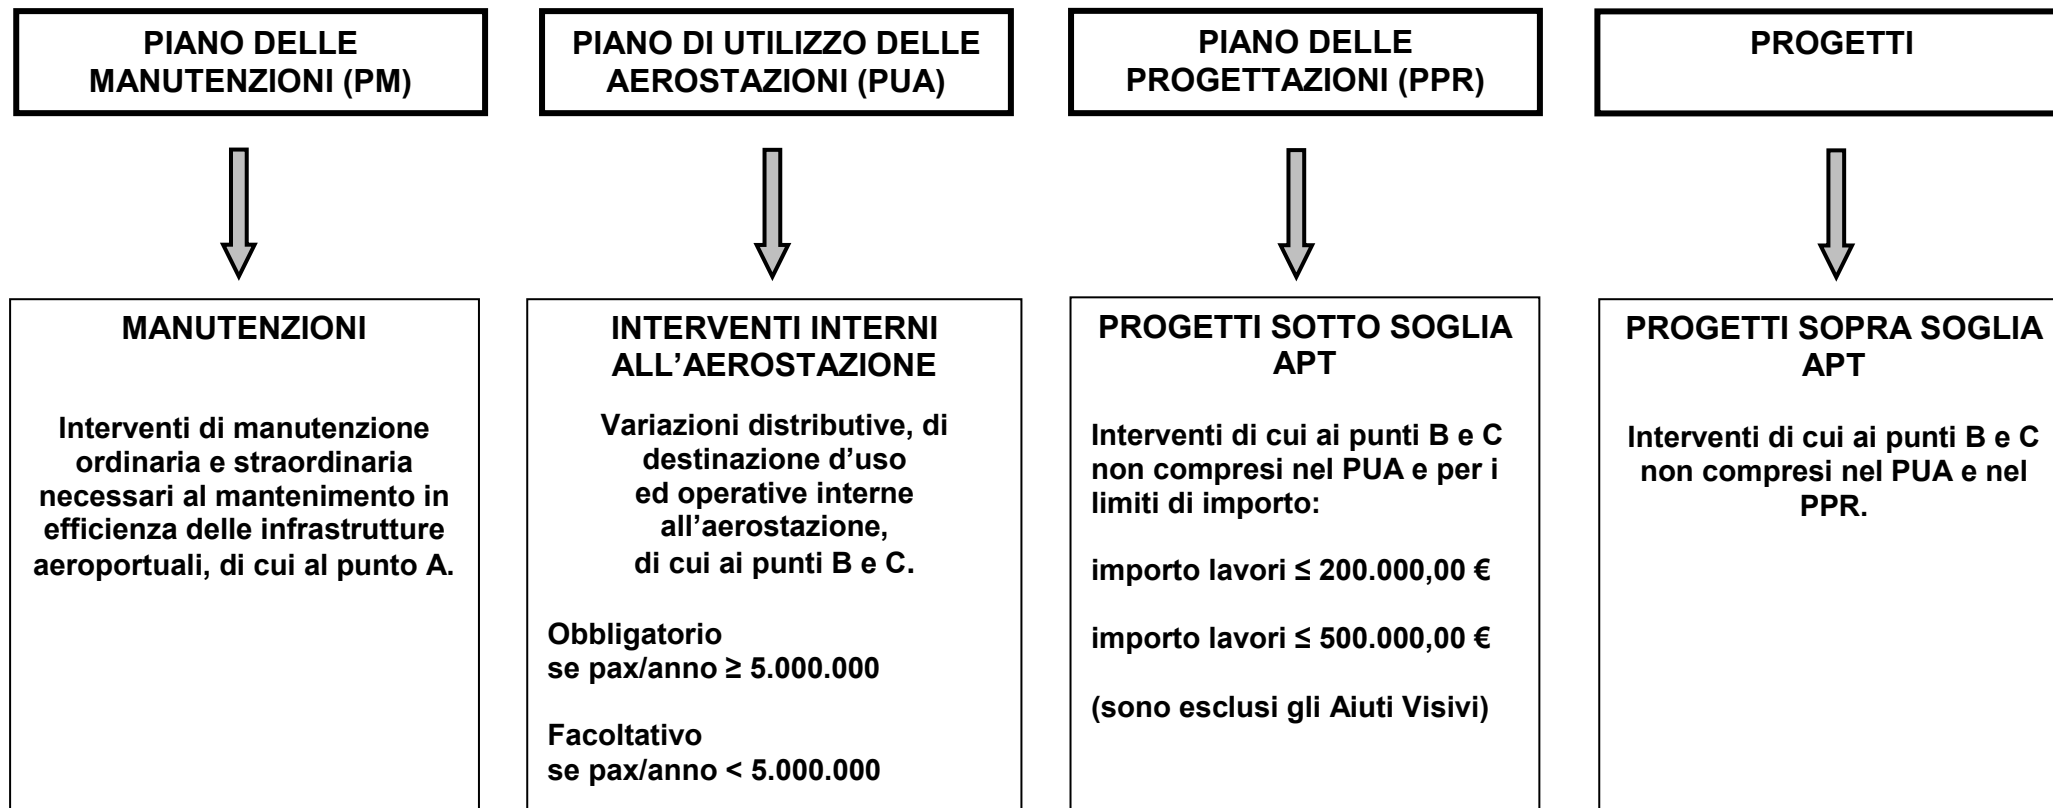 PIANO DELLE
MANUTENZIONI (PM)
PIANO DI UTILIZZO DELLE
AEROSTAZIONI (PUA)
PIANO DELLE
PROGETTAZIONI (PPR)
PROGETTI
MANUTENZIONI
Interventi di manutenzione
ordinaria e straordinaria
necessari al mantenimento in
efficienza delle infrastrutture
aeroportuali, di cui al punto A.
INTERVENTI INTERNI
ALL’AEROSTAZIONE
Variazioni distributive, di
destinazione d’uso
ed operative interne
all’aerostazione,
di cui ai punti B e C.
Obbligatorio
se pax/anno ≥ 5.000.000
Facoltativo
se pax/anno < 5.000.000
PROGETTI SOTTO SOGLIA
APT
Interventi di cui ai punti B e C
non compresi nel PUA e per i
limiti di importo:
importo lavori ≤ 200.000,00 €
importo lavori ≤ 500.000,00 €
(sono esclusi gli Aiuti Visivi)
PROGETTI SOPRA SOGLIA
APT
Interventi di cui ai punti B e C
non compresi nel PUA e nel
PPR.